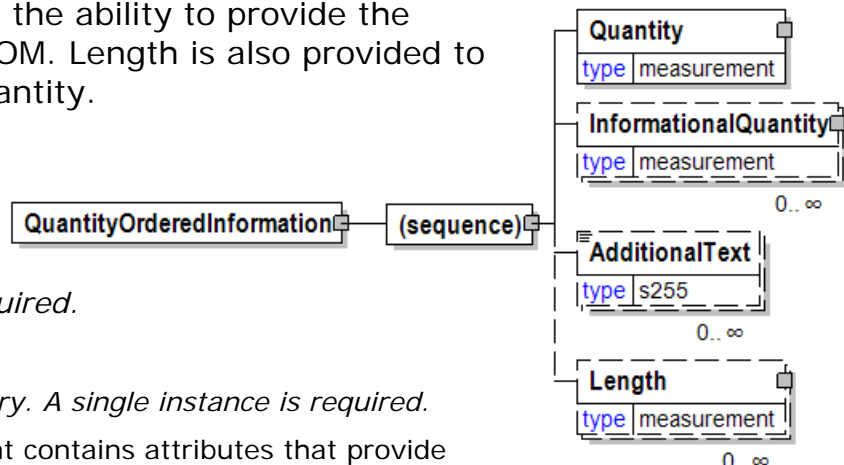 the ability to provide the
OM. Length is also provided to
antity.
uired.
ry. A single instance is required.
t contains attributes that provide
QuantityOrderedInformation
(sequence)
Quantity
type measurement
InformationalQuantity
type measurement
0.. ∞
AdditionalText
type s255
0.. ∞
Length
type measurement
0.. ∞